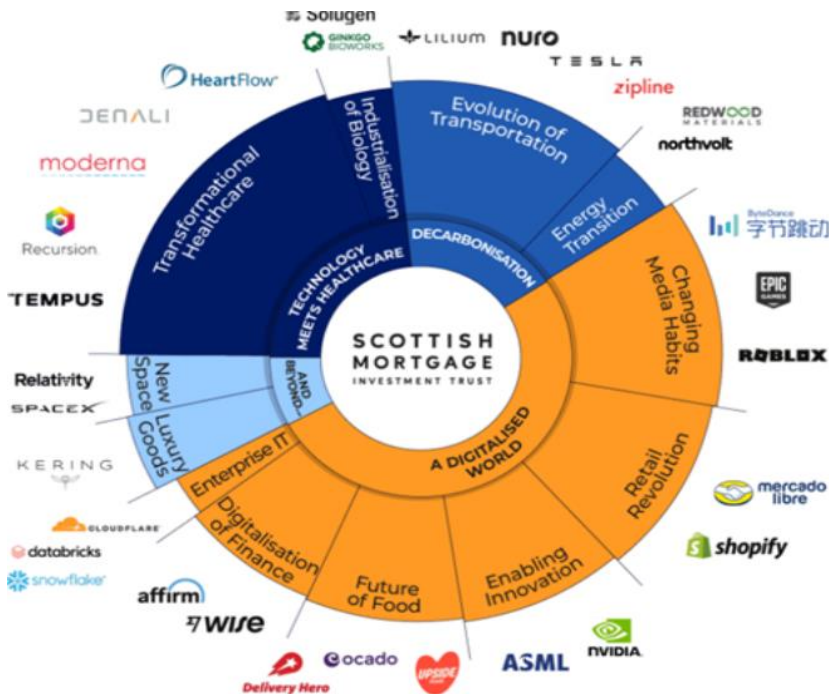 Solugen
GINKGO
BIOWORKS
LILIUM
nuro
TESLA
zipline
REDWOOD
MATERIALS
northvolt
HeartFlow
DENALI
moderna
Recursion
TEMPUS
Relativity
SPACEX
KERING
CLOUDFLARE
databricks
snowflake
affirm
WISE
Delivery Hero
ocado
UPSIDE
ASML
NVIDIA
shopify
mercado
libre
ROBLOX
EPIC
GAMES
ByteDance
字节跳动
Transformational
Healthcare
Industrialisation
of Biology
Evolution of
Transportation
Energy
Transition
Changing
Media Habits
Retail
Revolution
Enabling
Innovation
Future
of Food
Digitalisation
of Finance
Enterprise IT
Luxury
Goods
New
Space
TECHNOLOGY
MEETS HEALTHCARE
DECARBONISATION
A DIGITALISED
WORLD
AND
BEYOND...
SCOTTISH
MORTGAGE
INVESTMENT TRUST